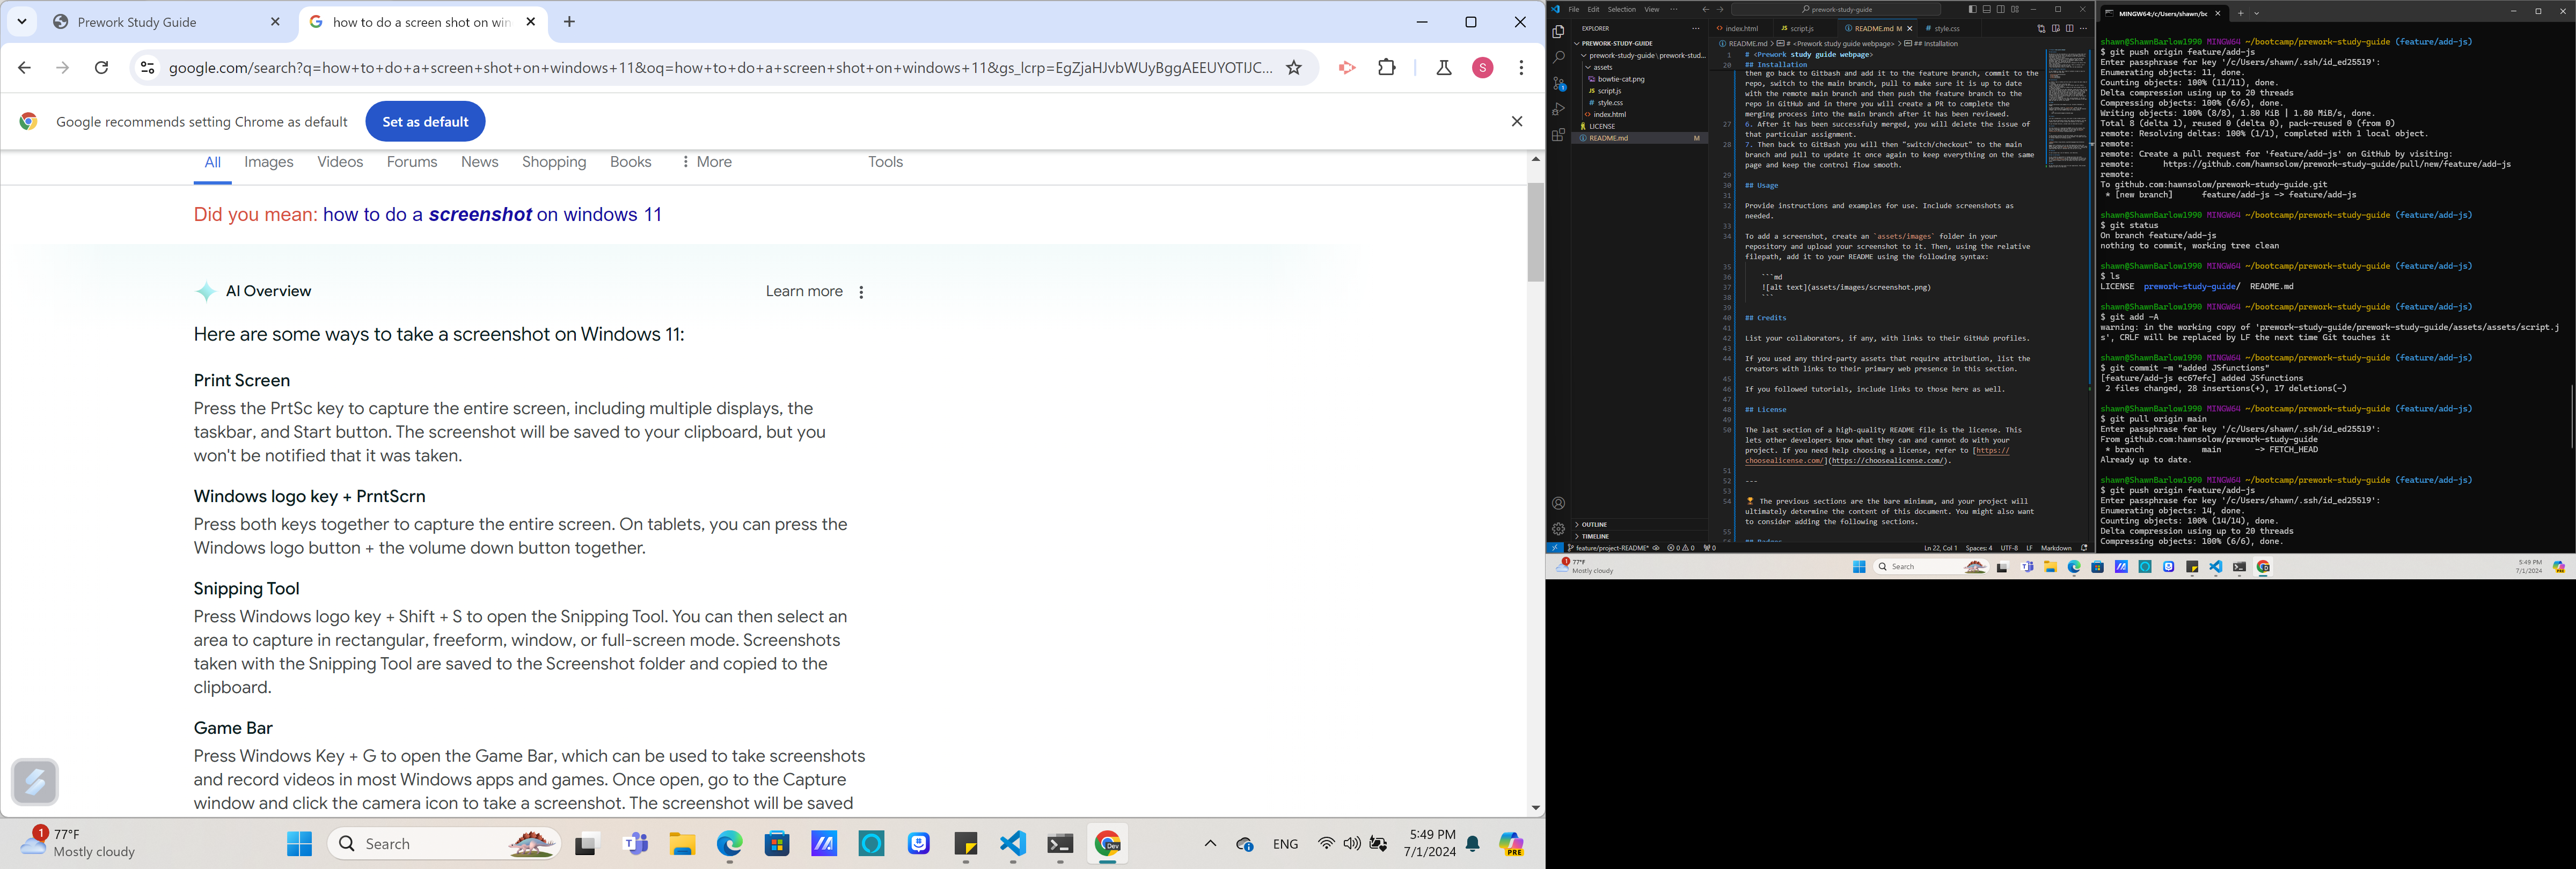 Prework Study Guide
how to do a screen shot on win
google.com/search?q=how+to+do+a+screen+shot+on+windows+11&oq=how+to+do+a+screen+shot+on+windows+11&gs_lcrp=EgZjaHJvbWUyBggAEEUYOTIJC...
S
Google recommends setting Chrome as default
Set as default
All Images Videos Forums News Shopping Books More Tools
Did you mean: how to do a screenshot on windows 11
AI Overview
Learn more
Here are some ways to take a screenshot on Windows 11:
Print Screen
Press the PrtSc key to capture the entire screen, including multiple displays, the
taskbar, and Start button. The screenshot will be saved to your clipboard, but you
won't be notified that it was taken.
Windows logo key + PrntScrn
Press both keys together to capture the entire screen. On tablets, you can press the
Windows logo button + the volume down button together.
Snipping Tool
Press Windows logo key + Shift + S to open the Snipping Tool. You can then select an
area to capture in rectangular, freeform, window, or full-screen mode. Screenshots
taken with the Snipping Tool are saved to the Screenshot folder and copied to the
clipboard.
Game Bar
Press Windows Key + G to open the Game Bar, which can be used to take screenshots
and record videos in most Windows apps and games. Once open, go to the Capture
window and click the camera icon to take a screenshot. The screenshot will be saved
1
77°F
Mostly cloudy
Search
Dev
ENG
5:49 PM
7/1/2024
PRE
File Edit Selection View ···
prework-study-guide
EXPLORER
PREWORK-STUDY-GUIDE
prework-study-guide\prework-stud...
assets
bowtie-cat.png
JS script.js
# style.css
<> index.html
LICENSE
README.md M
OUTLINE
TIMELINE
index.html
JS script.js
README.md M
# style.css
README.md > # <Prework study guide webpage> > ## Installation
1 # <Prework study guide webpage>
20 ## Installation
then go back to Gitbash and add it to the feature branch, commit to the
repo, switch to the main branch, pull to make sure it is up to date
with the remote main branch and then push the feature branch to the
repo in GitHub and in there you will create a PR to complete the
merging process into the main branch after it has been reviewed.
27 6. After it has been successfuly merged, you will delete the issue of
that particular assignment.
28 7. Then back to GitBash you will then "switch/checkout" to the main
branch and pull to update it once again to keep everything on the same
page and keep the control flow smooth.
29
30 ## Usage
31
32 Provide instructions and examples for use. Include screenshots as
needed.
33
34 To add a screenshot, create an `assets/images` folder in your
repository and upload your screenshot to it. Then, using the relative
filepath, add it to your README using the following syntax:
35
36 ```md
37 ![alt text](assets/images/screenshot.png)
38 ```
39
40 ## Credits
41
42 List your collaborators, if any, with links to their GitHub profiles.
43
44 If you used any third-party assets that require attribution, list the
creators with links to their primary web presence in this section.
45
46 If you followed tutorials, include links to those here as well.
47
48 ## License
49
50 The last section of a high-quality README file is the license. This
lets other developers know what they can and cannot do with your
project. If you need help choosing a license, refer to [https://
choosealicense.com/](https://choosealicense.com/).
51
52 ---
53
54 🏆 The previous sections are the bare minimum, and your project will
ultimately determine the content of this document. You might also want
to consider adding the following sections.
55
feature/project-README* 0 0 0
Ln 22, Col 1 Spaces: 4 UTF-8 LF Markdown
MINGW64:/c/Users/shawn/bc
shawn@ShawnBarlow1990 MINGW64 ~/bootcamp/prework-study-guide (feature/add-js)
$ git push origin feature/add-js
Enter passphrase for key '/c/Users/shawn/.ssh/id_ed25519':
Enumerating objects: 11, done.
Counting objects: 100% (11/11), done.
Delta compression using up to 20 threads
Compressing objects: 100% (6/6), done.
Writing objects: 100% (8/8), 1.80 KiB | 1.80 MiB/s, done.
Total 8 (delta 1), reused 0 (delta 0), pack-reused 0 (from 0)
remote: Resolving deltas: 100% (1/1), completed with 1 local object.
remote:
remote: Create a pull request for 'feature/add-js' on GitHub by visiting:
remote: https://github.com/hawnsolow/prework-study-guide/pull/new/feature/add-js
remote:
To github.com:hawnsolow/prework-study-guide.git
* [new branch] feature/add-js -> feature/add-js
shawn@ShawnBarlow1990 MINGW64 ~/bootcamp/prework-study-guide (feature/add-js)
$ git status
On branch feature/add-js
nothing to commit, working tree clean
shawn@ShawnBarlow1990 MINGW64 ~/bootcamp/prework-study-guide (feature/add-js)
$ ls
LICENSE prework-study-guide/ README.md
shawn@ShawnBarlow1990 MINGW64 ~/bootcamp/prework-study-guide (feature/add-js)
$ git add -A
warning: in the working copy of 'prework-study-guide/prework-study-guide/assets/assets/script.j
s', CRLF will be replaced by LF the next time Git touches it
shawn@ShawnBarlow1990 MINGW64 ~/bootcamp/prework-study-guide (feature/add-js)
$ git commit -m "added JSfunctions"
[feature/add-js ec67efc] added JSfunctions
2 files changed, 28 insertions(+), 17 deletions(-)
shawn@ShawnBarlow1990 MINGW64 ~/bootcamp/prework-study-guide (feature/add-js)
$ git pull origin main
Enter passphrase for key '/c/Users/shawn/.ssh/id_ed25519':
From github.com:hawnsolow/prework-study-guide
* branch main -> FETCH_HEAD
Already up to date.
shawn@ShawnBarlow1990 MINGW64 ~/bootcamp/prework-study-guide (feature/add-js)
$ git push origin feature/add-js
Enter passphrase for key '/c/Users/shawn/.ssh/id_ed25519':
Enumerating objects: 14, done.
Counting objects: 100% (14/14), done.
Delta compression using up to 20 threads
Compressing objects: 100% (6/6), done.
77°F
Mostly cloudy
Search
5:49 PM
7/1/2024